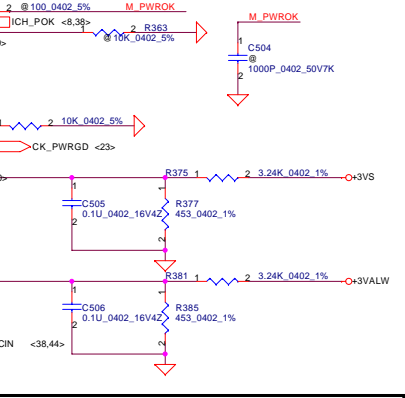 2 @100_0402_5% M_PWROK
ICH_POK <8,38> 1 2 R363
@10K_0402_5%
M_PWROK
1 C504
@
2 1000P_0402_50V7K
2 10K_0402_5%
CK_PWRGD <23>
R375 1 2 3.24K_0402_1% +3VS
1 C505 1 R377
0.1U_0402_16V4Z 453_0402_1%
2 2
R381 1 2 3.24K_0402_1% +3VALW
1 C506 1 R385
0.1U_0402_16V4Z 453_0402_1%
2 2
CIN <38,44>